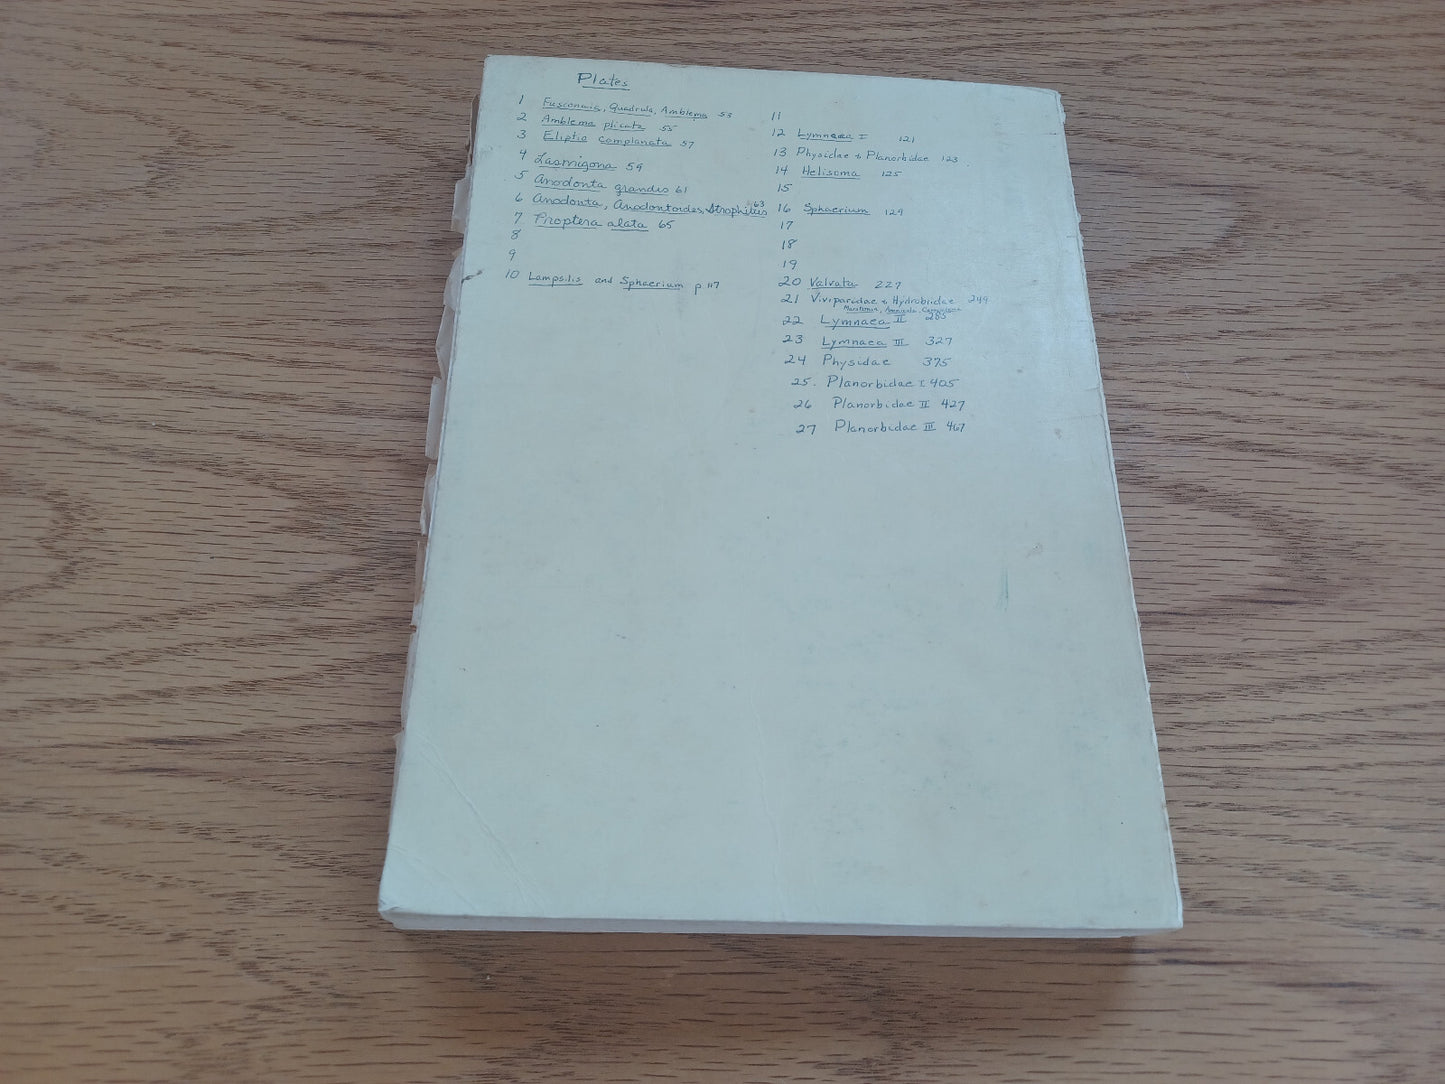 Plates
1 Fusconaia, Quadrula, Amblema 53
2 Amblema plicata 55
3 Eliptio complanata 57
4 Lasmigona 59
5 Anodonta grandis 61
6 Anodonta, Anodontoides, Strophitus 63
7 Proptera alata 65
8
9
10 Lampsilis and Sphaerium p 117
11
12 Lymnaea I 121
13 Physidae & Planorbidae 123
14 Helisoma 125
15
16 Sphaerium 129
17
18
19
20 Valvata 227
21 Viviparidae & Hydrobiidae 249
Amnicola, Campeloma
22 Lymnaea II 285
23 Lymnaea III 327
24 Physidae 375
25. Planorbidae I 405
26 Planorbidae II 427
27 Planorbidae III 467